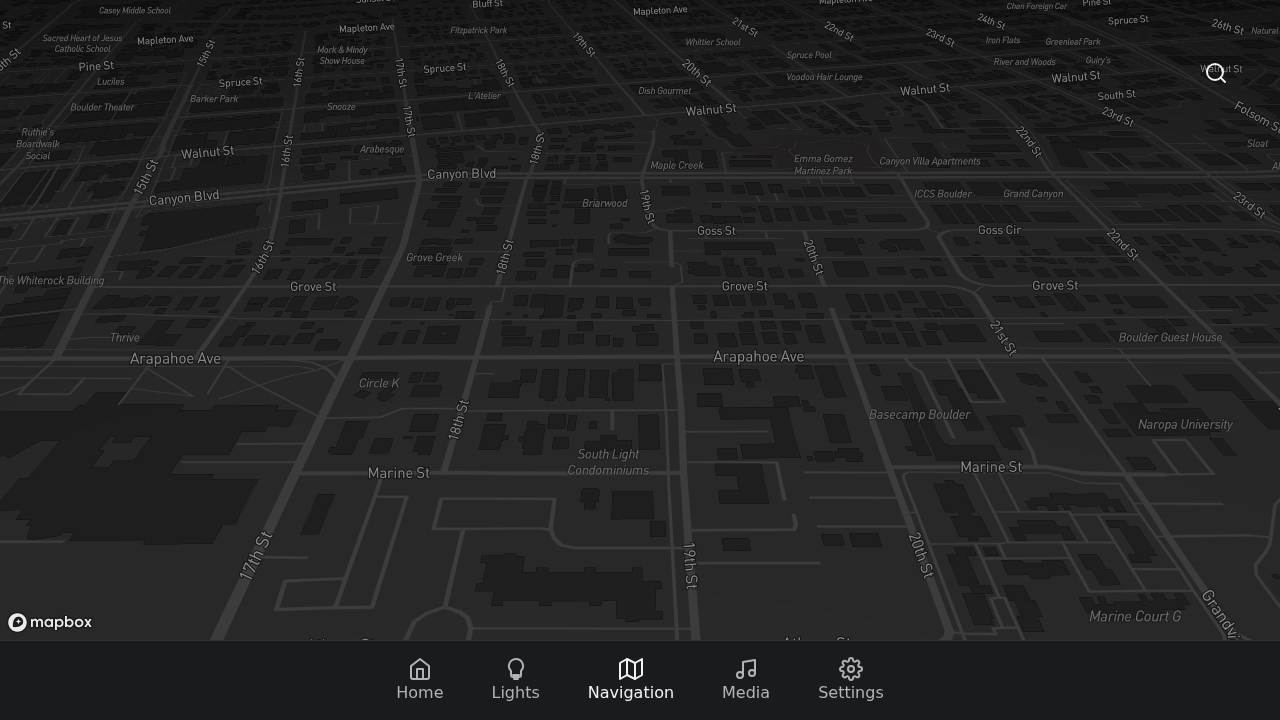 Casey Middle School
Bluff St
Mapleton Ave
Chan Foreign Car
Pine St
St
Sacred Heart of Jesus
Catholic School
Mapleton Ave
15th St
Mapleton Ave
Fitzpatrick Park
19th St
Whittier School
21st St
22nd St
23rd St
24th St
Spruce St
26th St
Natural
Iron Flats
Greenleaf Park
Pine St
Luciles
Mork & Mindy
Show House
16th St
17th St
Spruce St
18th St
20th St
Spruce Pool
River and Woods
Guiry's
Walnut St
Spruce St
Voodoo Hair Lounge
Walnut St
Boulder Theater
Barker Park
Snooze
L'Atelier
Dish Gourmet
Walnut St
Walnut St
South St
23rd St
Folsom S
17th St
Ruthie's
Boardwalk
Social
Walnut St
16th St
Arabesque
18th St
22nd St
Sloat
15th St
Canyon Blvd
Canyon Blvd
Maple Creek
Emma Gomez
Martinez Park
Canyon Villa Apartments
19th St
Briarwood
ICCS Boulder
Grand Canyon
23rd St
Goss St
Goss Cir
22nd St
16th St
Grove Greek
18th St
20th St
The Whiterock Building
Grove St
Grove St
Grove St
Thrive
21st St
Boulder Guest House
Arapahoe Ave
Arapahoe Ave
Circle K
18th St
Basecamp Boulder
Naropa University
South Light
Condominiums
Marine St
Marine St
17th St
19th St
20th St
Grandvi
Marine Court G
mapbox
Home
Lights
Navigation
Media
Settings